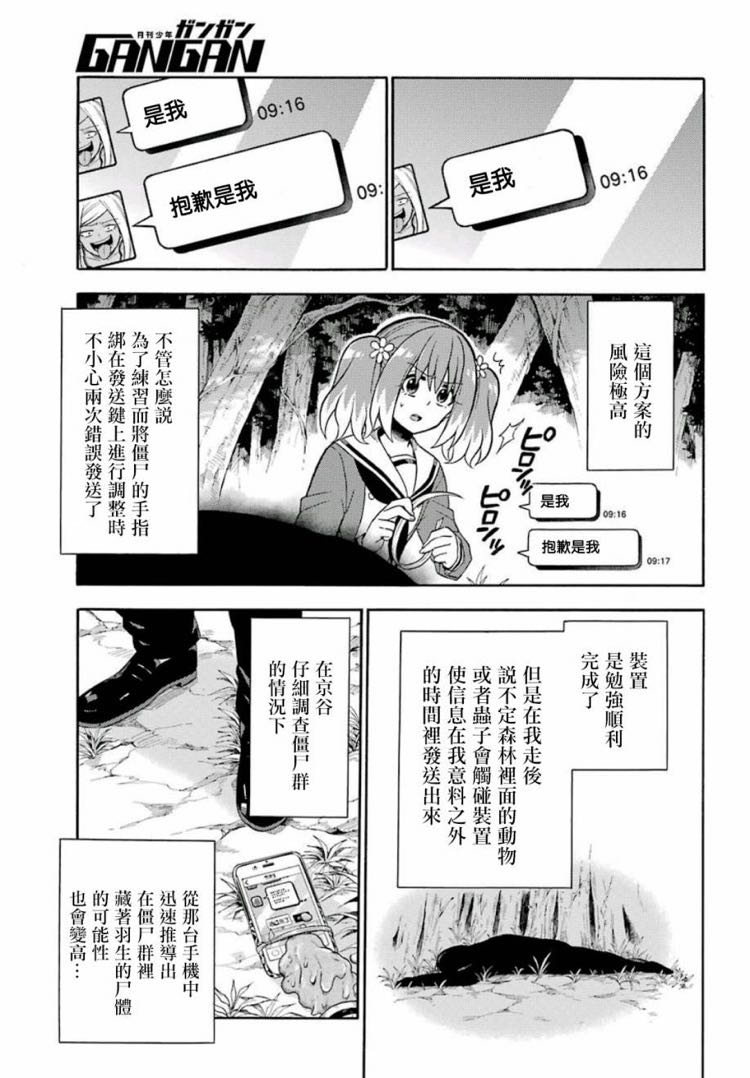 月刊少年
ガンガン
GANGAN
是我
09:16
是我
09:16
抱歉是我
09:
這個方案的
風險極高
ピロンッ
ピロンッ
是我
09:16
抱歉是我
09:17
不管怎麼說
為了練習而將僵尸的手指
綁在發送鍵上進行調整時
不小心兩次錯誤發送了
裝置
是勉強順利
完成了
但是在我走後
說不定森林裡面的動物
或者蟲子會觸碰裝置
使信息在我意料之外
的時間裡發送出來
在京谷
仔細調查僵尸群
的情況下
從那台手機中
迅速推導出
在僵尸群裡
藏著羽生的尸體
的可能性
也會變高…